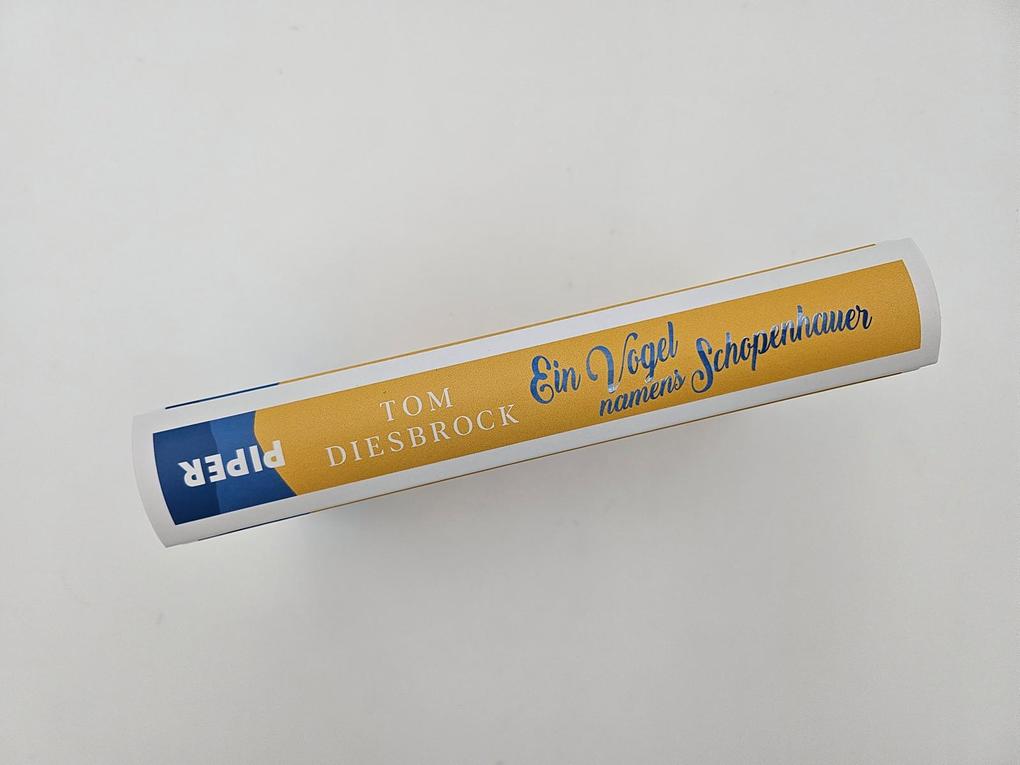 TOM
DIESBROCK
Ein Vogel
namens Schopenhauer
PIPER